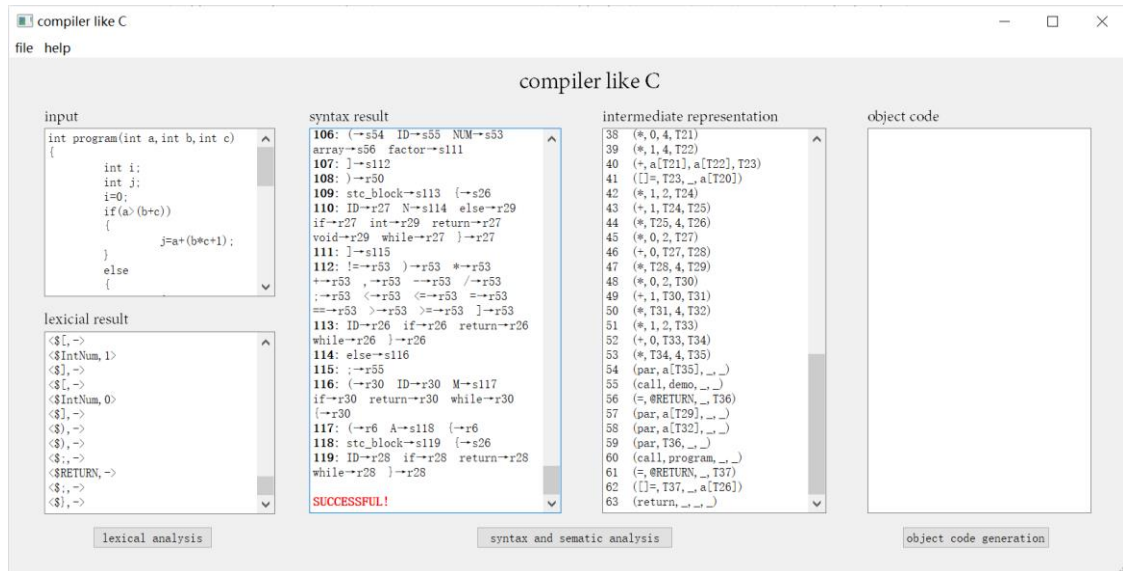 compiler like C
file help
compiler like C
input
int program(int a,int b,int c)
{
int i;
int j;
i=0;
if(a>(b+c))
{
j=a+(b*c+1);
}
else
{
lexicial result
<$[,->
<$IntNum,1>
<$],->
<$[,->
<$IntNum,0>
<$],->
<$),->
<$),->
<$;,->
<$RETURN,->
<$;,->
<$},->
lexical analysis
syntax result
106: (→s54 ID→s55 NUM→s53
array→s56 factor→s111
107: ]→s112
108: )→r50
109: stc_block→s113 {→s26
110: ID→r27 N→s114 else→r29
if→r27 int→r29 return→r27
void→r29 while→r27 }→r27
111: ]→s115
112: !=→r53 )→r53 *→r53
+→r53 ,→r53 -→r53 /→r53
;→r53 <→r53 <=→r53 =→r53
==→r53 >→r53 >=→r53 ]→r53
113: ID→r26 if→r26 return→r26
while→r26 }→r26
114: else→s116
115: ;→r55
116: (→r30 ID→r30 M→s117
if→r30 return→r30 while→r30
{→r30
117: (→r6 A→s118 {→r6
118: stc_block→s119 {→s26
119: ID→r28 if→r28 return→r28
while→r28 }→r28
SUCCESSFUL!
syntax and sematic analysis
intermediate representation
38 (*,0,4,T21)
39 (*,1,4,T22)
40 (+,a[T21],a[T22],T23)
41 ([]=,T23,_,a[T20])
42 (*,1,2,T24)
43 (+,1,T24,T25)
44 (*,T25,4,T26)
45 (*,0,2,T27)
46 (+,0,T27,T28)
47 (*,T28,4,T29)
48 (*,0,2,T30)
49 (+,1,T30,T31)
50 (*,T31,4,T32)
51 (*,1,2,T33)
52 (+,0,T33,T34)
53 (*,T34,4,T35)
54 (par,a[T35],_,_)
55 (call,demo,_,_)
56 (=,@RETURN,_,T36)
57 (par,a[T29],_,_)
58 (par,a[T32],_,_)
59 (par,T36,_,_)
60 (call,program,_,_)
61 (=,@RETURN,_,T37)
62 ([]=,T37,_,a[T26])
63 (return,_,_,_)
object code
object code generation